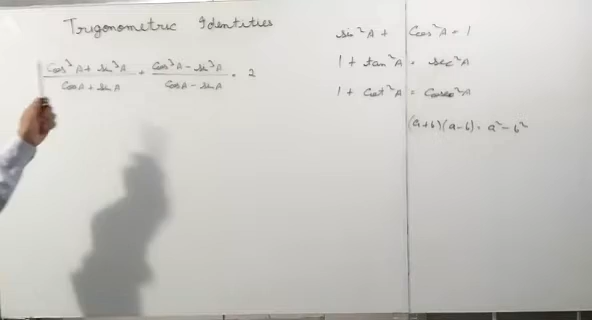 Trigonometric Identities
Cos³A + sin³A / CosA + sinA + Cos³A - sin³A / CosA - sinA = 2
sin²A + Cos²A = 1
1 + tan²A = sec²A
1 + Cot²A = Cosec²A
(a+b)(a-b) = a² - b²